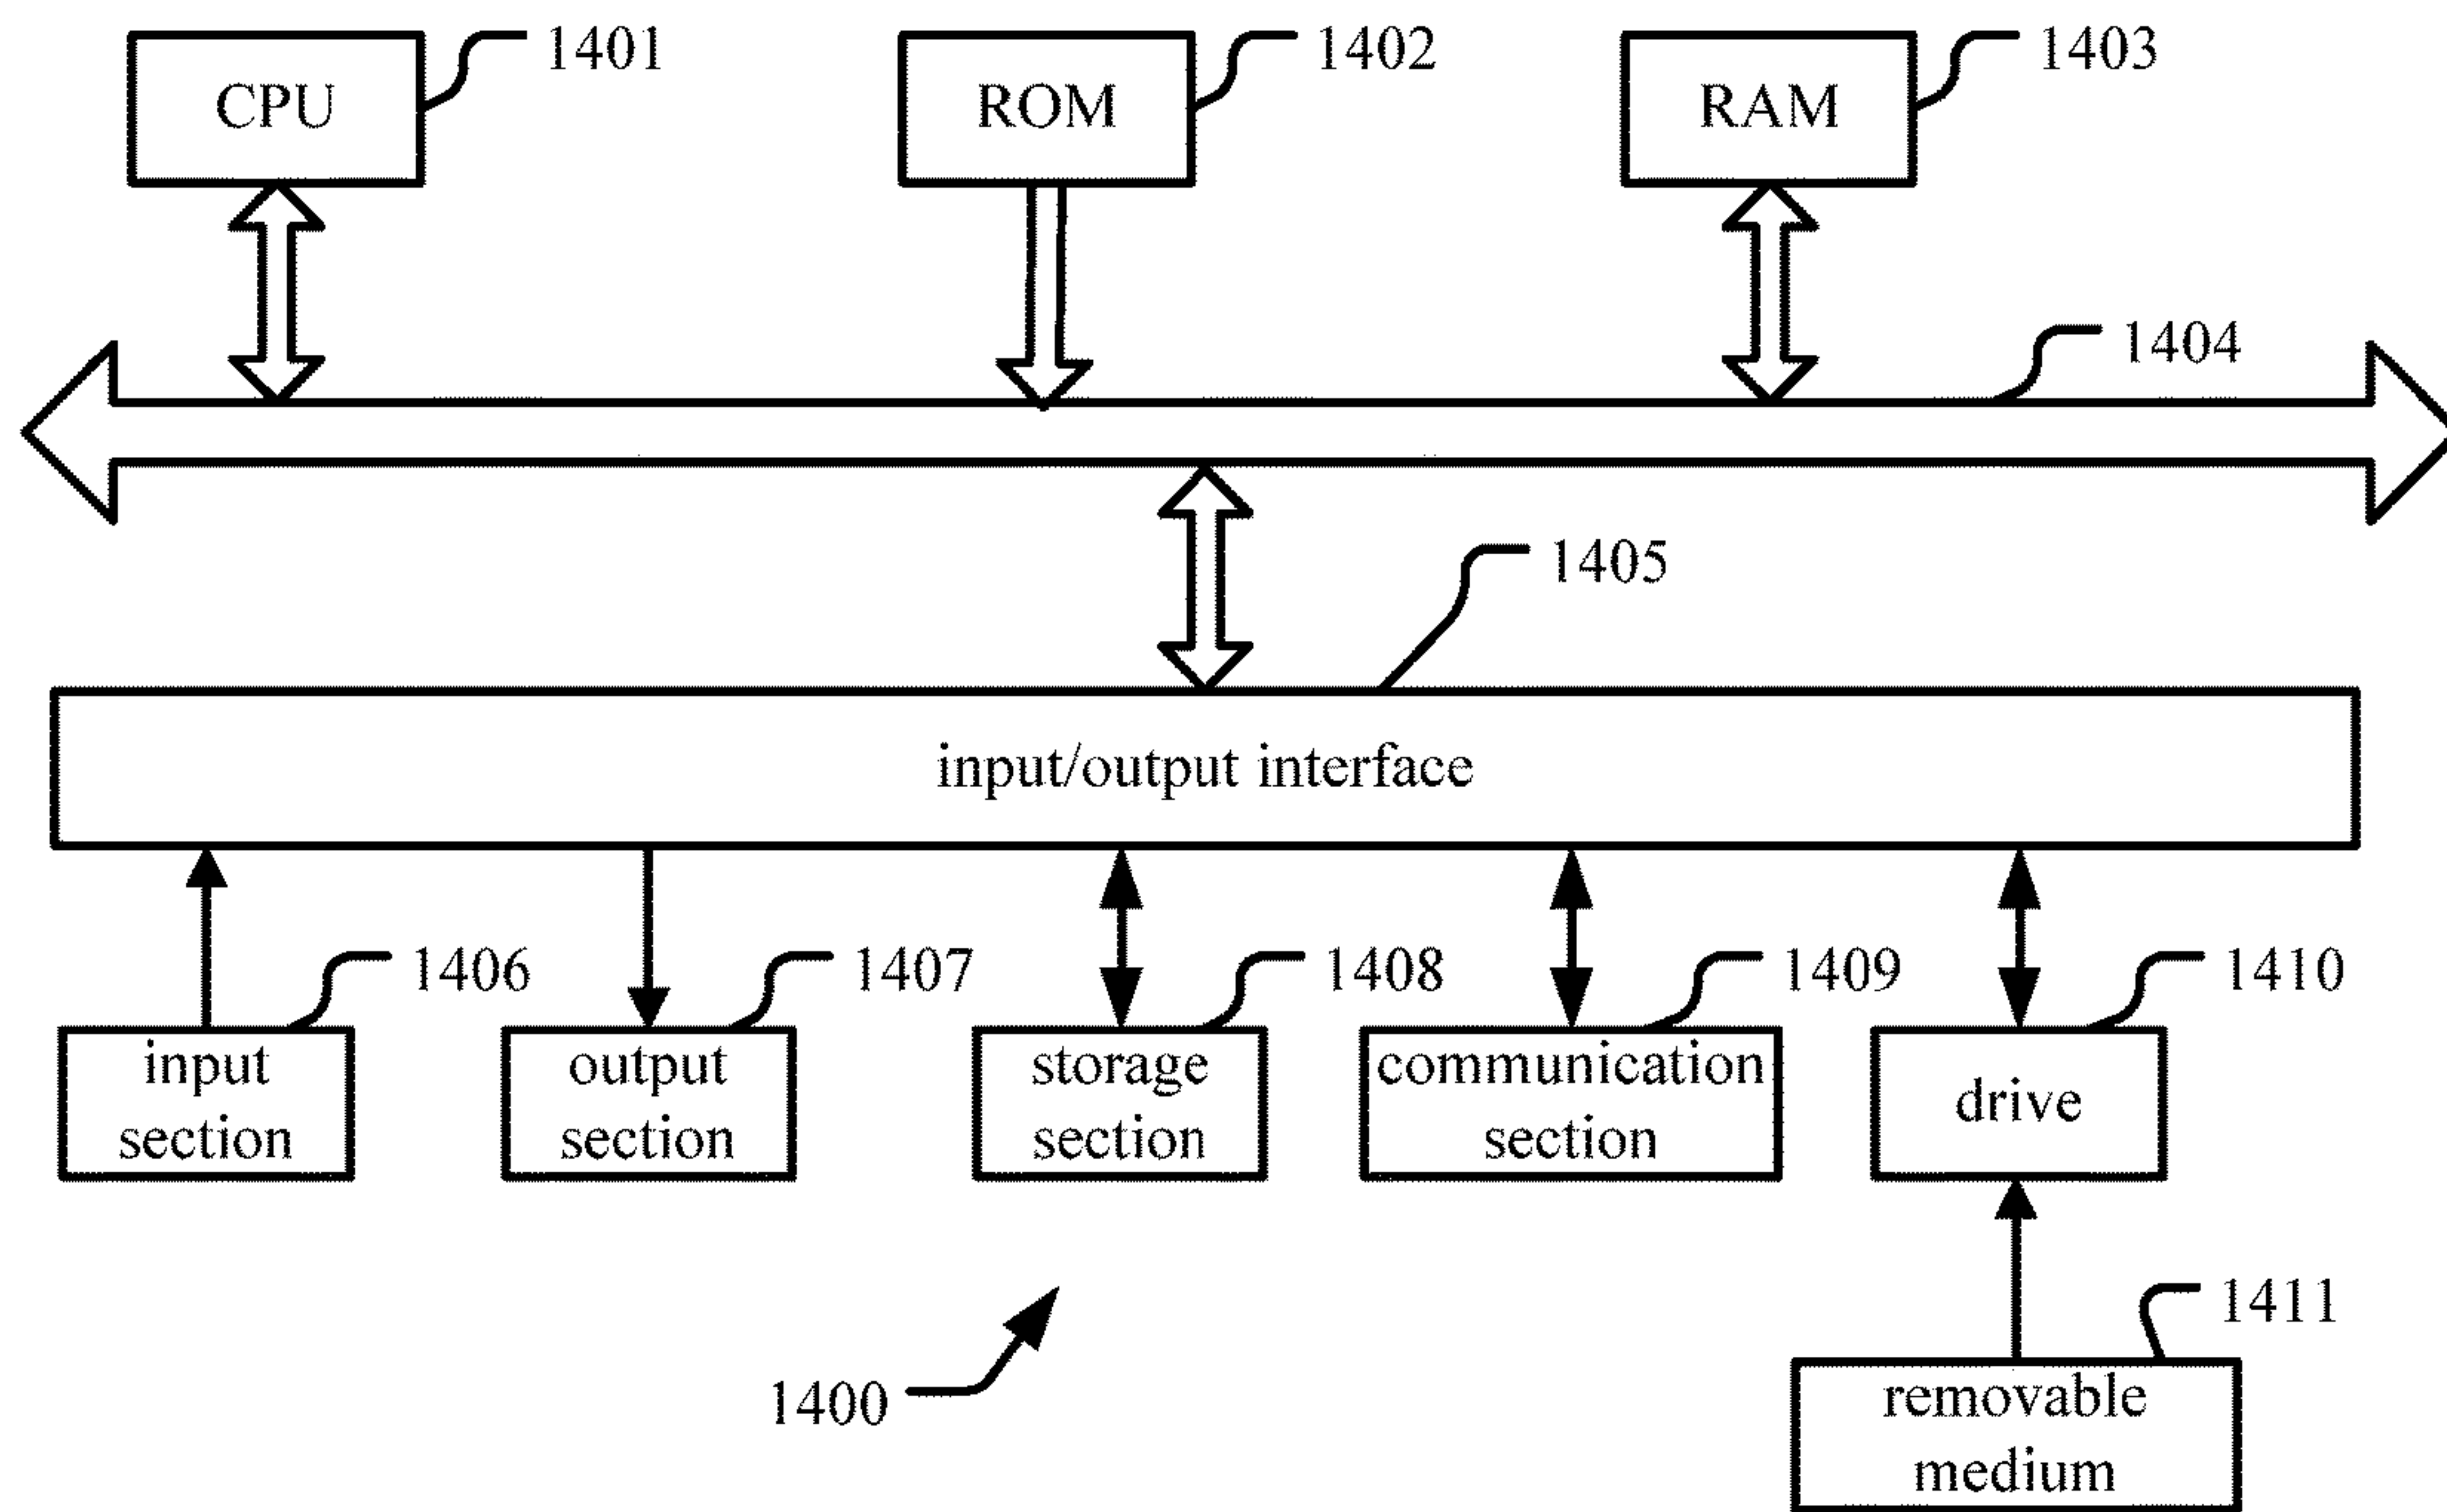 CPU
1401
ROM
1402
RAM
1403
1404
1405
input/output interface
1406
1407
1408
1409
1410
input
section
output
section
storage
section
communication
section
drive
1411
1400
removable
medium